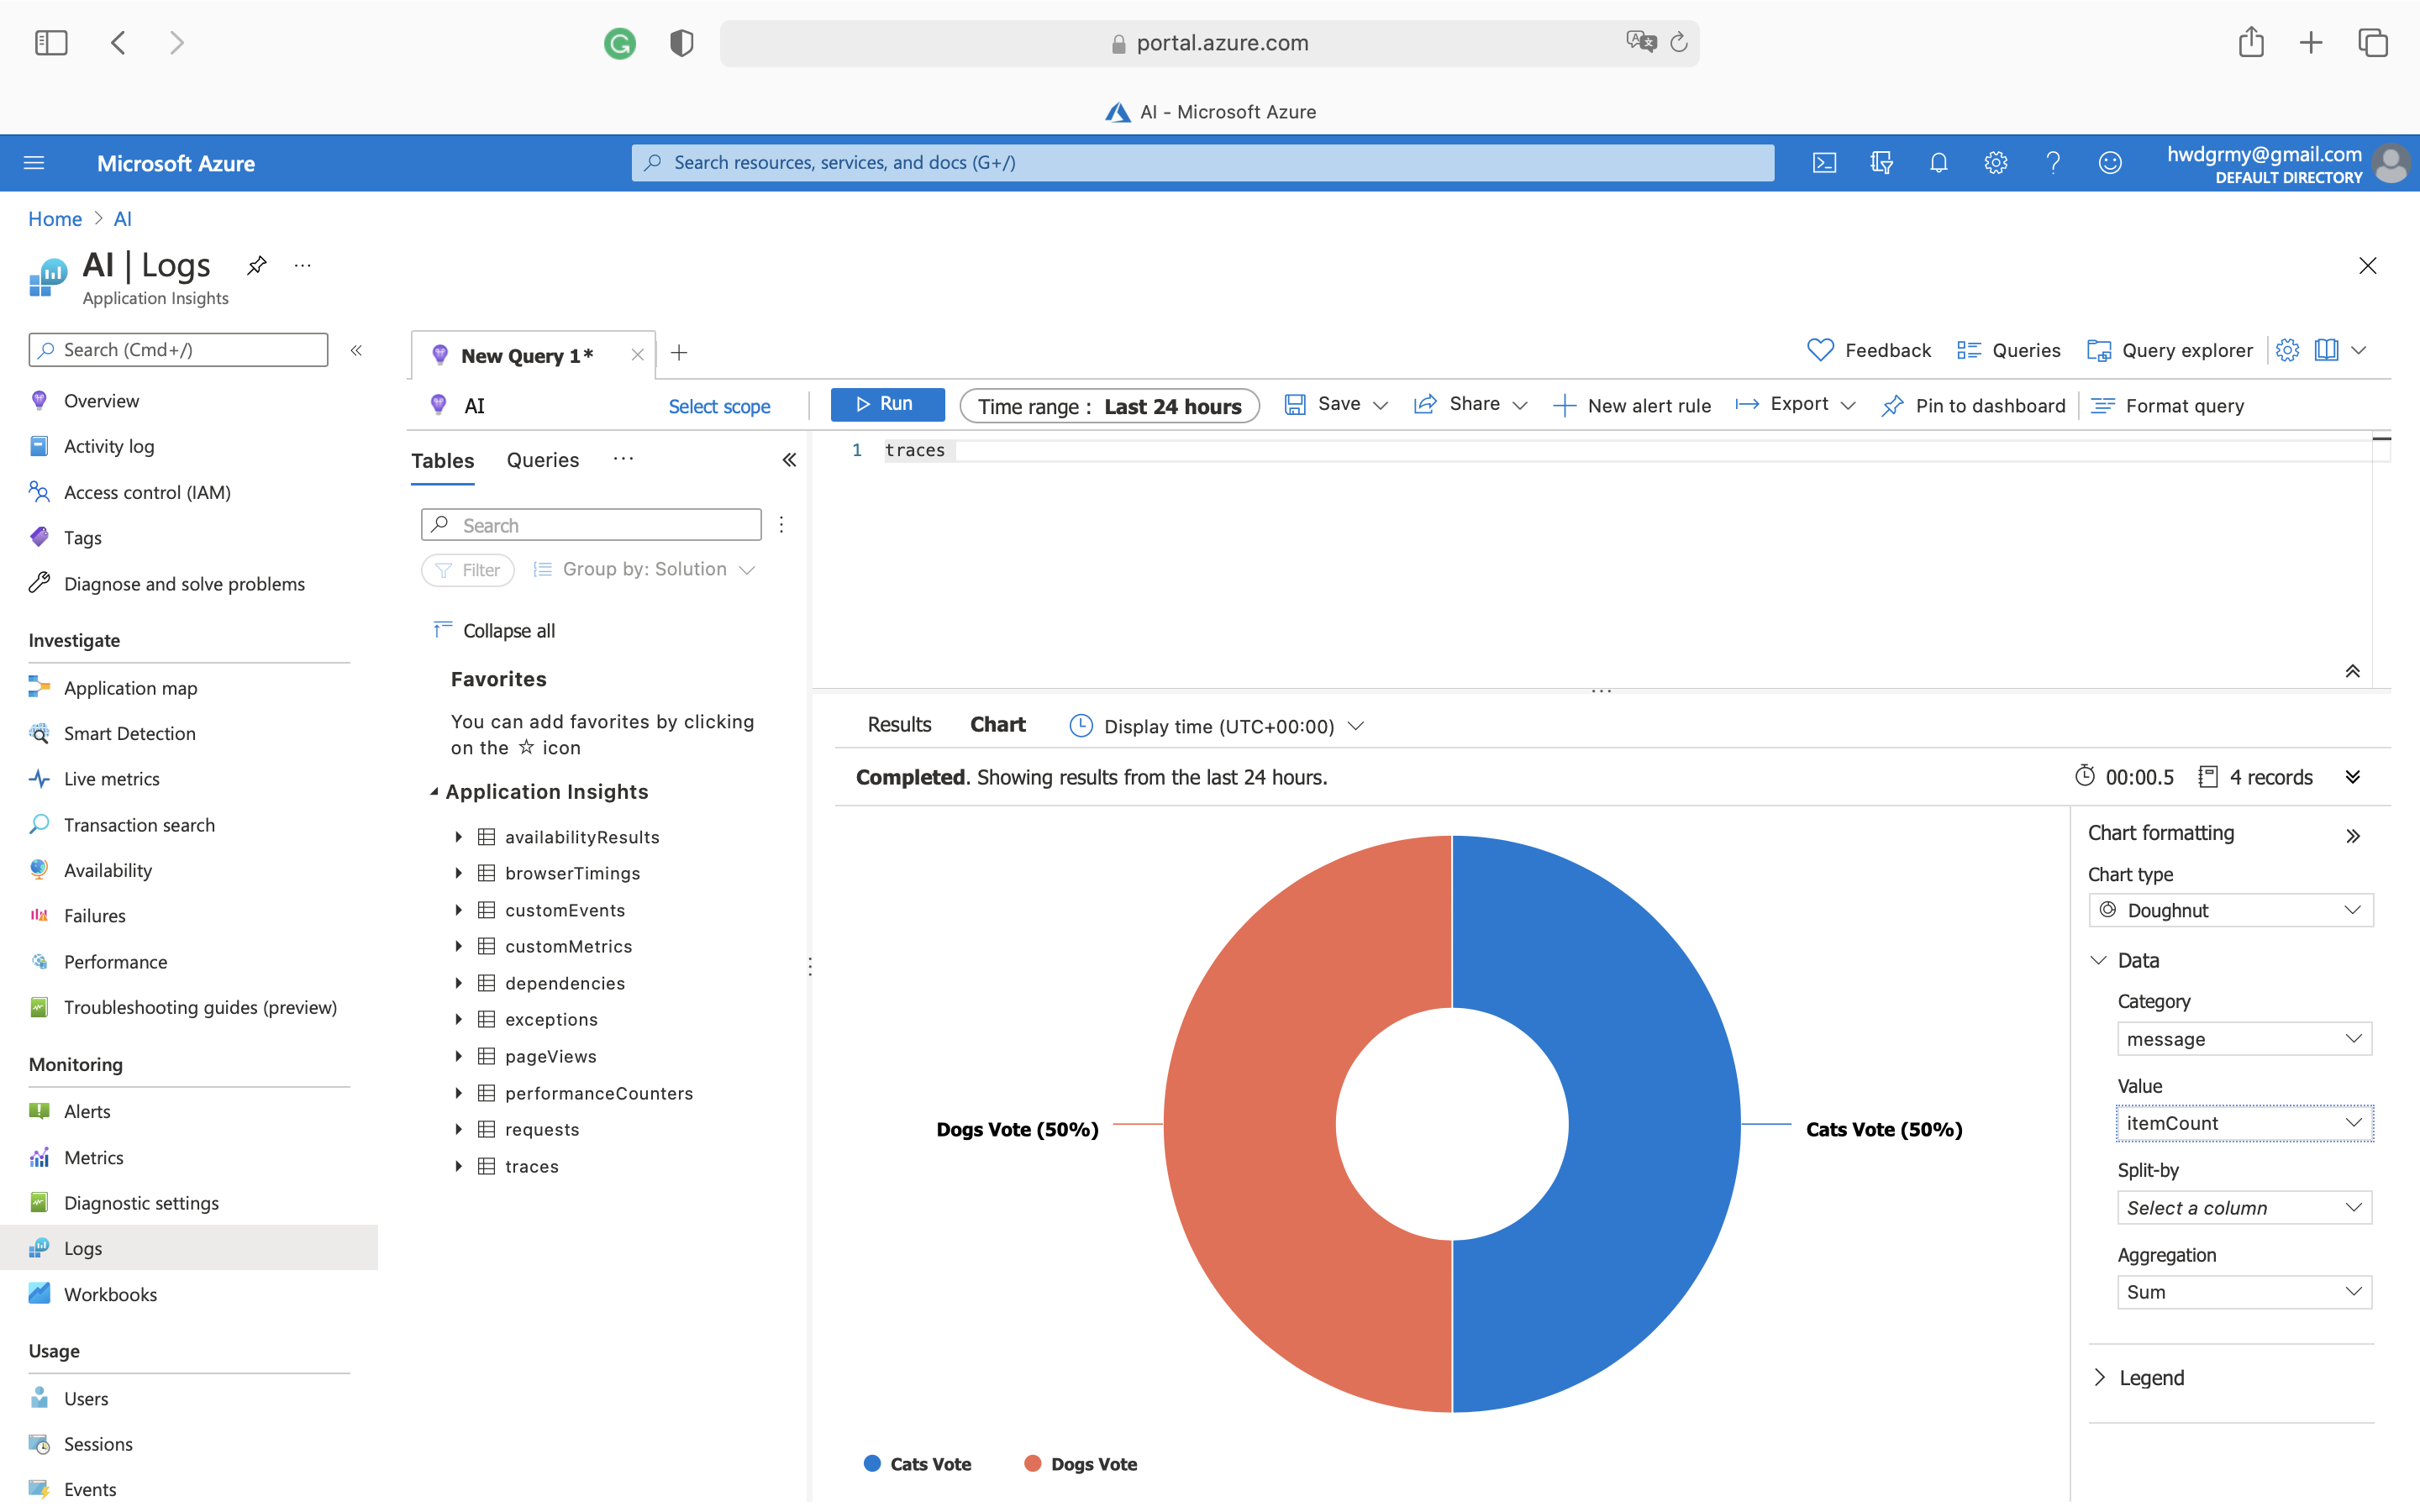 portal.azure.com
AI - Microsoft Azure
Microsoft Azure
Search resources, services, and docs (G+/)
hwdgrmy@gmail.com
DEFAULT DIRECTORY
Home > AI
AI | Logs
Application Insights
Search (Cmd+/)
Overview
Activity log
Access control (IAM)
Tags
Diagnose and solve problems
Investigate
Application map
Smart Detection
Live metrics
Transaction search
Availability
Failures
Performance
Troubleshooting guides (preview)
Monitoring
Alerts
Metrics
Diagnostic settings
Logs
Workbooks
Usage
Users
Sessions
Events
New Query 1*
Feedback
Queries
Query explorer
AI
Select scope
Run
Time range : Last 24 hours
Save
Share
New alert rule
Export
Pin to dashboard
Format query
Tables
Queries
Search
Filter
Group by: Solution
Collapse all
Favorites
You can add favorites by clicking
on the ☆ icon
Application Insights
availabilityResults
browserTimings
customEvents
customMetrics
dependencies
exceptions
pageViews
performanceCounters
requests
traces
1 traces
Results
Chart
Display time (UTC+00:00)
Completed. Showing results from the last 24 hours.
00:00.5
4 records
Dogs Vote (50%)
Cats Vote (50%)
Cats Vote
Dogs Vote
Chart formatting
Chart type
Doughnut
Data
Category
message
Value
itemCount
Split-by
Select a column
Aggregation
Sum
Legend